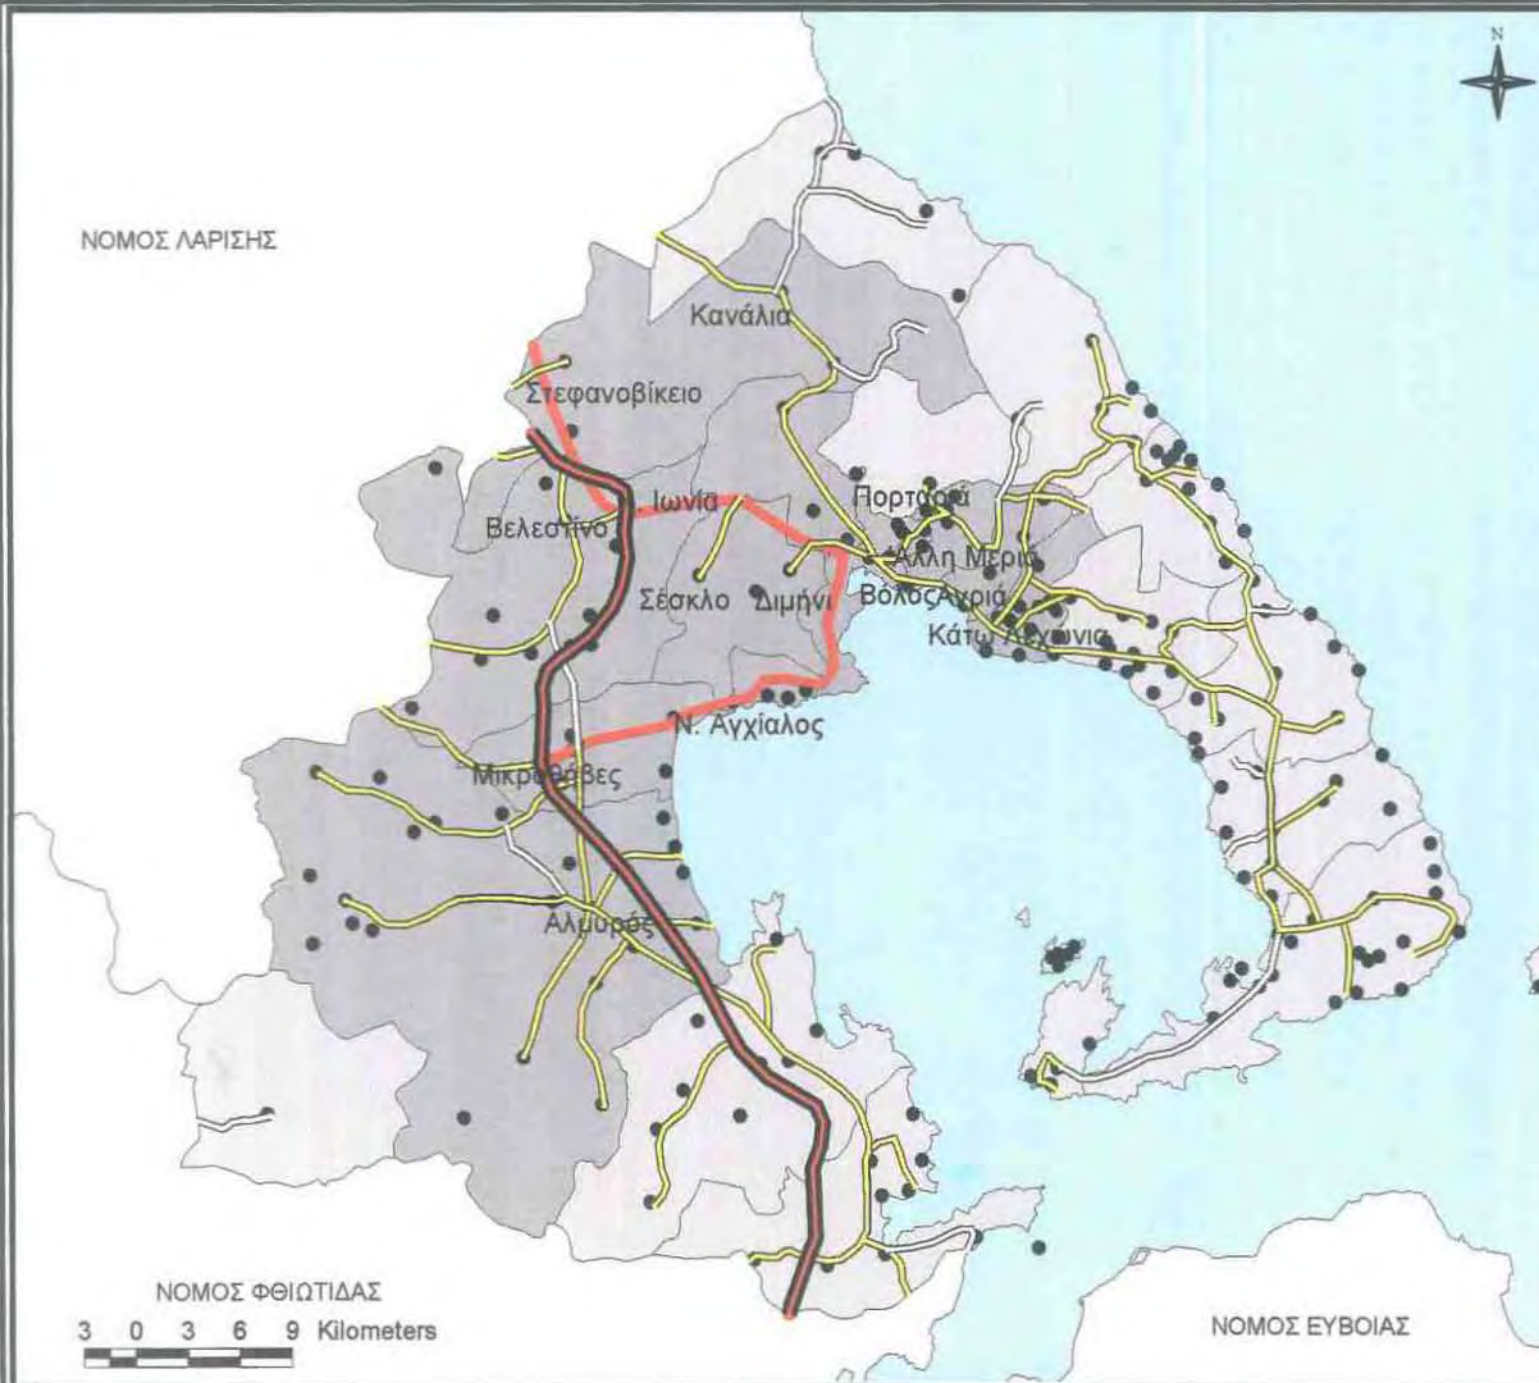 N
ΝΟΜΟΣ ΛΑΡΙΣΗΣ
Κανάλια
Στεφανοβίκειο
Ν. Ιωνία
Πορταριά
Βελεστίνο
Άλλη Μεριά
Σέσκλο
Διμήνι
Βόλος
Αγριά
Κάτω Λεχώνια
Ν. Αγχίαλος
Μικροθήβες
Αλμυρός
ΝΟΜΟΣ ΦΘΙΩΤΙΔΑΣ
ΝΟΜΟΣ ΕΥΒΟΙΑΣ
3 0 3 6 9 Kilometers